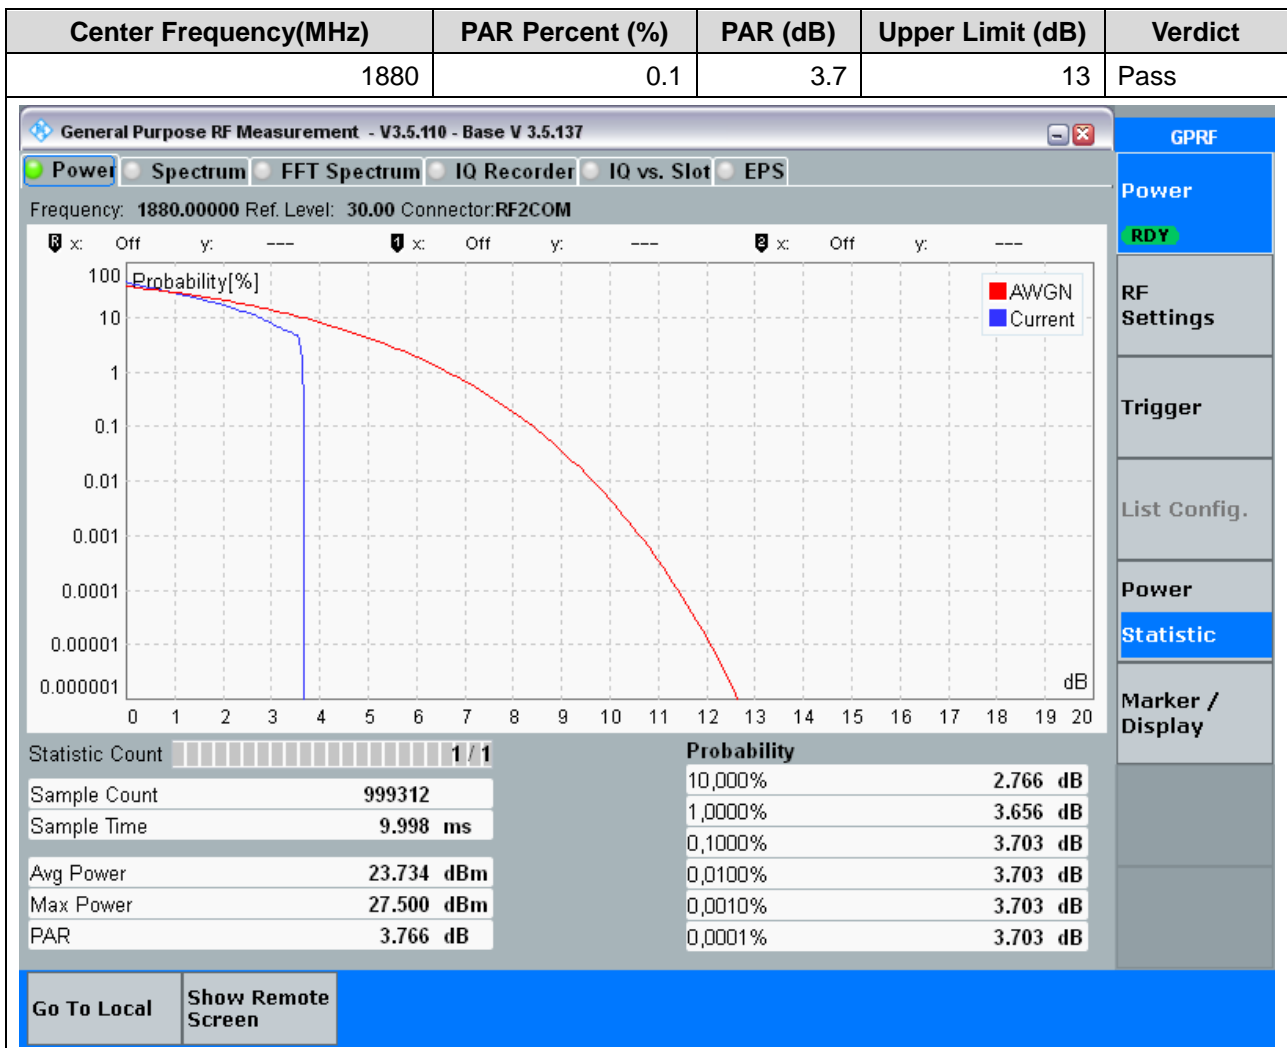 Center Frequency(MHz) PAR Percent (%) PAR (dB) Upper Limit (dB) Verdict
1880 0.1 3.7 13 Pass
General Purpose RF Measurement - V3.5.110 - Base V 3.5.137
GPRF
Power Spectrum FFT Spectrum IQ Recorder IQ vs. Slot EPS
Power
RDY
Frequency: 1880.00000 Ref. Level: 30.00 Connector:RF2COM
R x: Off y: --- 1 x: Off y: --- 2 x: Off y: ---
100 Probability[%]
AWGN
Current
RF
Settings
10
1
Trigger
0.1
0.01
List Config.
0.001
0.0001
Power
Statistic
0.00001
0.000001
dB
0 1 2 3 4 5 6 7 8 9 10 11 12 13 14 15 16 17 18 19 20
Marker /
Display
Statistic Count 1 / 1
Probability
Sample Count 999312
Sample Time 9.998 ms
Avg Power 23.734 dBm
Max Power 27.500 dBm
PAR 3.766 dB
10,000% 2.766 dB
1,0000% 3.656 dB
0,1000% 3.703 dB
0,0100% 3.703 dB
0,0010% 3.703 dB
0,0001% 3.703 dB
Go To Local
Show Remote
Screen